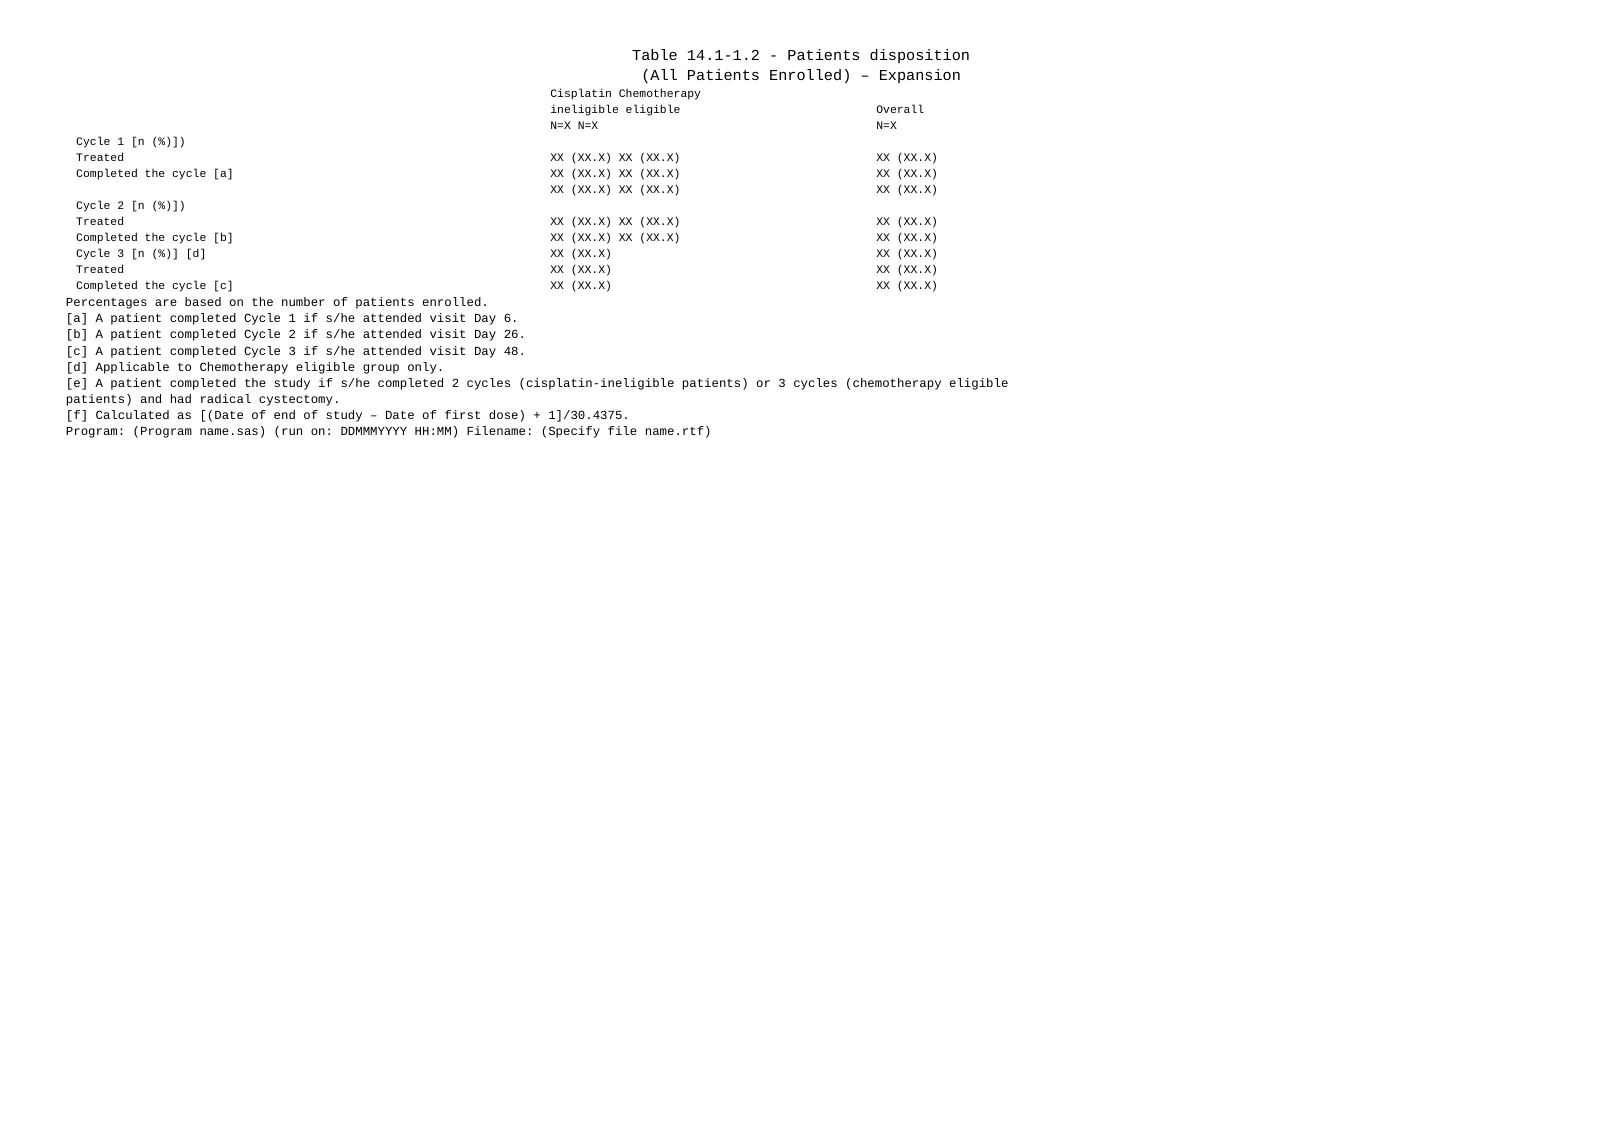 Table 14.1-1.2 - Patients disposition
(All Patients Enrolled) – Expansion
Cisplatin Chemotherapy
ineligible eligible Overall
N=X N=X N=X
Cycle 1 [n (%)])
Treated XX (XX.X) XX (XX.X) XX (XX.X)
Completed the cycle [a] XX (XX.X) XX (XX.X) XX (XX.X)
XX (XX.X) XX (XX.X) XX (XX.X)
Cycle 2 [n (%)])
Treated XX (XX.X) XX (XX.X) XX (XX.X)
Completed the cycle [b] XX (XX.X) XX (XX.X) XX (XX.X)
Cycle 3 [n (%)] [d] XX (XX.X) XX (XX.X)
Treated XX (XX.X) XX (XX.X)
Completed the cycle [c] XX (XX.X) XX (XX.X)
Percentages are based on the number of patients enrolled.
[a] A patient completed Cycle 1 if s/he attended visit Day 6.
[b] A patient completed Cycle 2 if s/he attended visit Day 26.
[c] A patient completed Cycle 3 if s/he attended visit Day 48.
[d] Applicable to Chemotherapy eligible group only.
[e] A patient completed the study if s/he completed 2 cycles (cisplatin-ineligible patients) or 3 cycles (chemotherapy eligible
patients) and had radical cystectomy.
[f] Calculated as [(Date of end of study – Date of first dose) + 1]/30.4375.
Program: (Program name.sas) (run on: DDMMMYYYY HH:MM) Filename: (Specify file name.rtf)